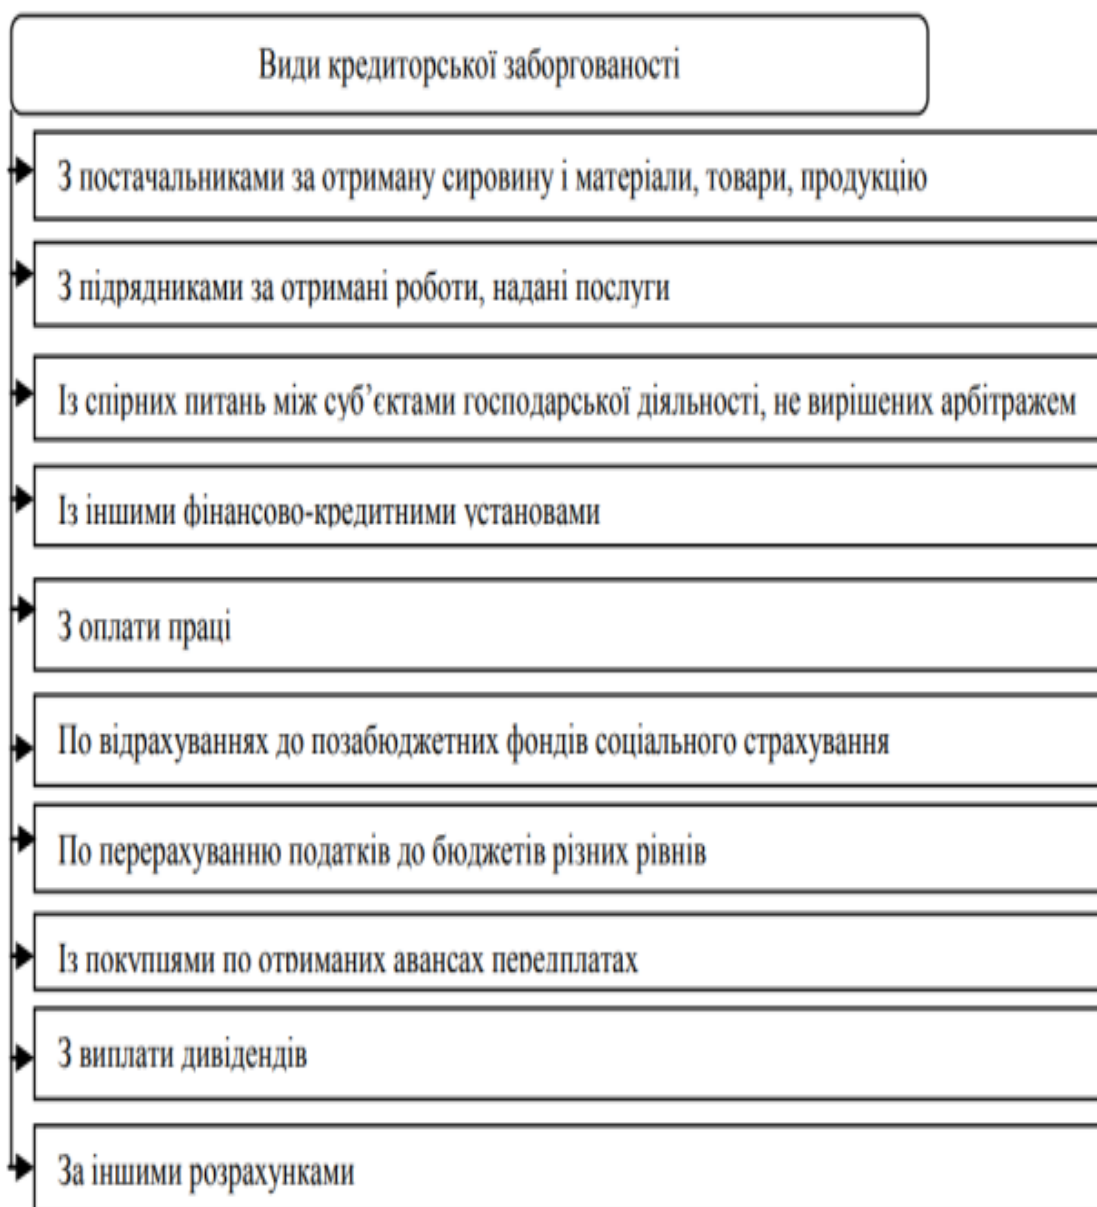 Види кредиторської заборгованості
З постачальниками за отриману сировину і матеріали, товари, продукцію
З підрядниками за отримані роботи, надані послуги
Із спірних питань між суб’єктами господарської діяльності, не вирішених арбітражем
Із іншими фінансово-кредитними установами
З оплати праці
По відрахуваннях до позабюджетних фондів соціального страхування
По перерахуванню податків до бюджетів різних рівнів
Із покупцями по отриманих авансах передплатах
З виплати дивідендів
За іншими розрахунками